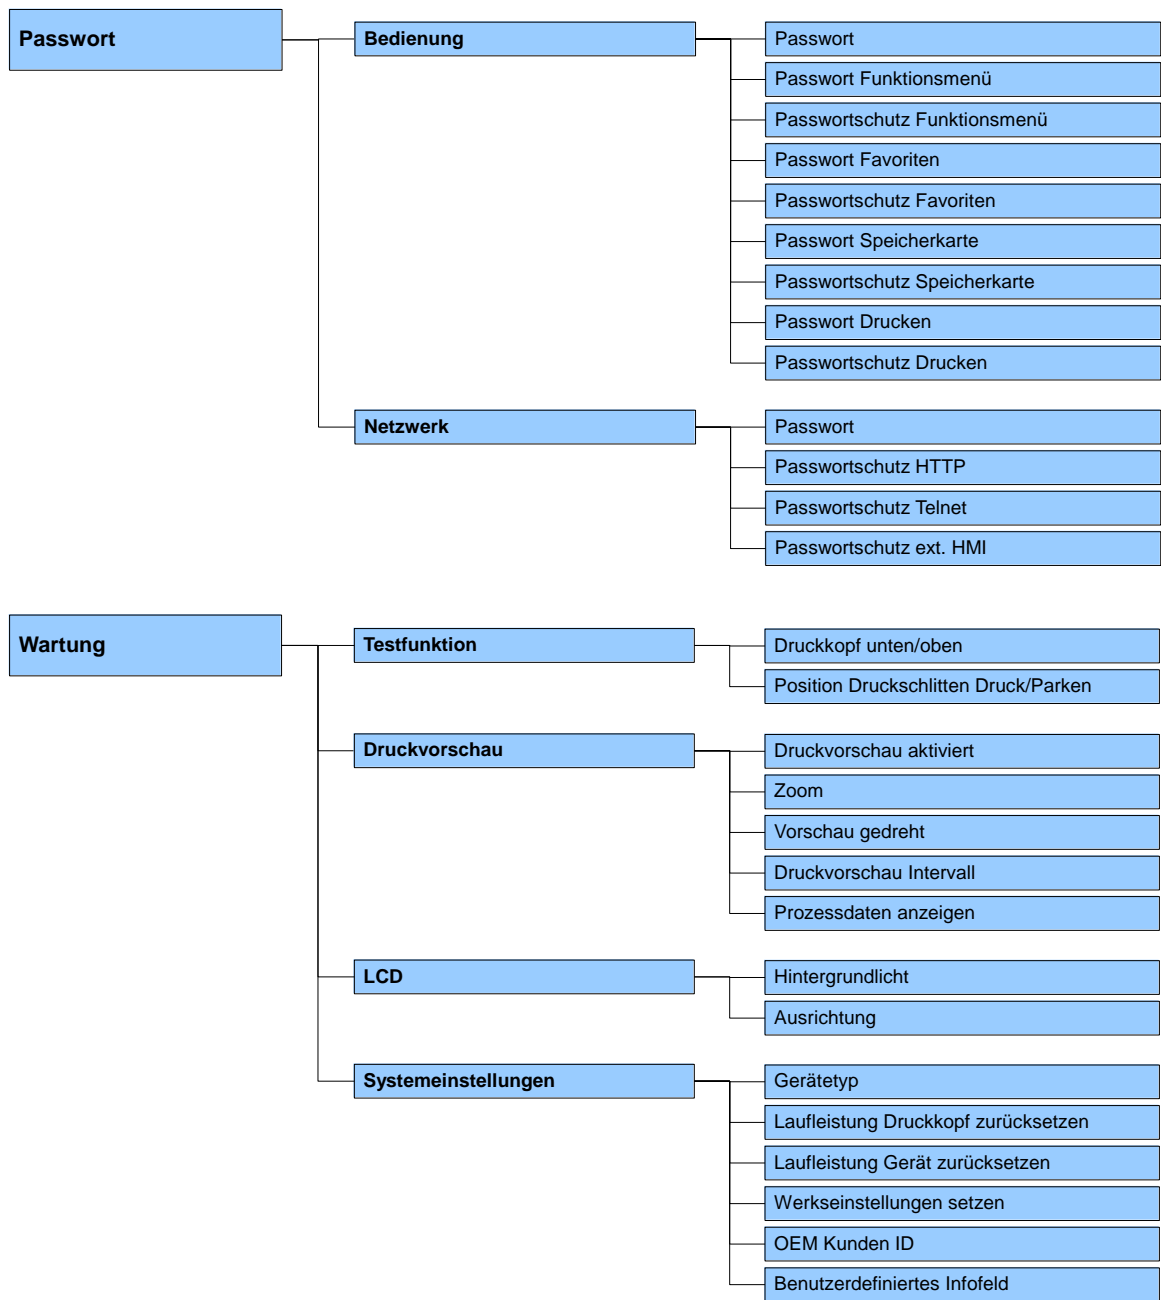 Passwort
Bedienung
Passwort
Passwort Funktionsmenü
Passwortschutz Funktionsmenü
Passwort Favoriten
Passwortschutz Favoriten
Passwort Speicherkarte
Passwortschutz Speicherkarte
Passwort Drucken
Passwortschutz Drucken
Netzwerk
Passwort
Passwortschutz HTTP
Passwortschutz Telnet
Passwortschutz ext. HMI
Wartung
Testfunktion
Druckkopf unten/oben
Position Druckschlitten Druck/Parken
Druckvorschau
Druckvorschau aktiviert
Zoom
Vorschau gedreht
Druckvorschau Intervall
Prozessdaten anzeigen
LCD
Hintergrundlicht
Ausrichtung
Systemeinstellungen
Gerätetyp
Laufleistung Druckkopf zurücksetzen
Laufleistung Gerät zurücksetzen
Werkseinstellungen setzen
OEM Kunden ID
Benutzerdefiniertes Infofeld